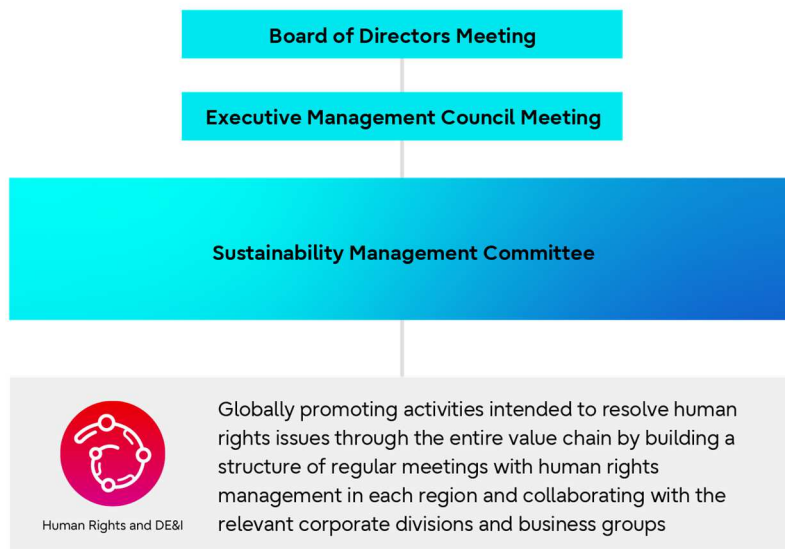 Board of Directors Meeting
Executive Management Council Meeting
Sustainability Management Committee
Globally promoting activities intended to resolve human
rights issues through the entire value chain by building a
structure of regular meetings with human rights
management in each region and collaborating with the
relevant corporate divisions and business groups
Human Rights and DE&I